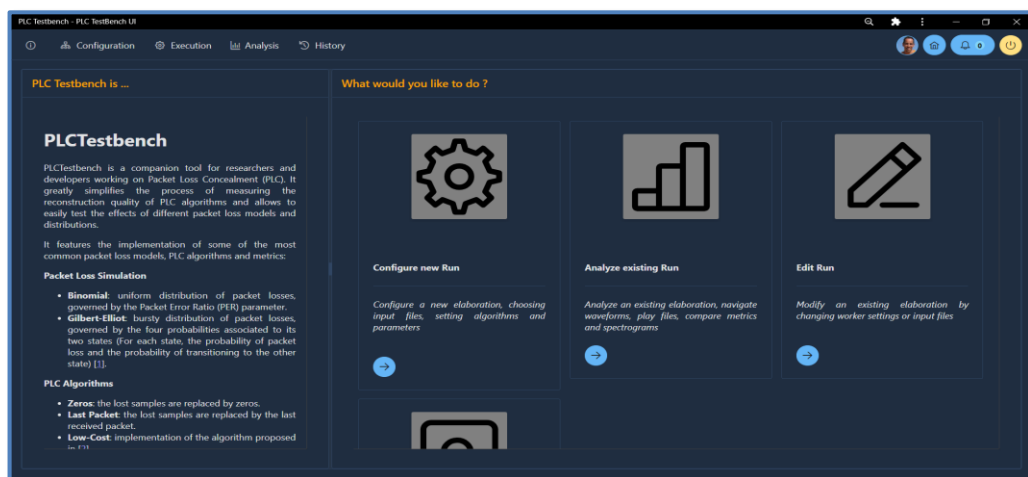 PLC Testbench - PLC TestBench UI
Configuration
Execution
Analysis
History
0
PLC Testbench is ...
What would you like to do ?
PLCTestbench
PLCTestbench is a companion tool for researchers and
developers working on Packet Loss Concealment (PLC). It
greatly simplifies the process of measuring the
reconstruction quality of PLC algorithms and allows to
easily test the effects of different packet loss models and
distributions.
It features the implementation of some of the most
common packet loss models, PLC algorithms and metrics:
Packet Loss Simulation
• Binomial: uniform distribution of packet losses,
governed by the Packet Error Ratio (PER) parameter.
• Gilbert-Elliot: bursty distribution of packet losses,
governed by the four probabilities associated to its
two states (For each state, the probability of packet
loss and the probability of transitioning to the other
state) [1].
PLC Algorithms
• Zeros: the lost samples are replaced by zeros.
• Last Packet: the lost samples are replaced by the last
received packet.
• Low-Cost: implementation of the algorithm proposed
in [2]
Configure new Run
Configure a new elaboration, choosing
input files, setting algorithms and
parameters
Analyze existing Run
Analyze an existing elaboration, navigate
waveforms, play files, compare metrics
and spectrograms
Edit Run
Modify an existing elaboration by
changing worker settings or input files